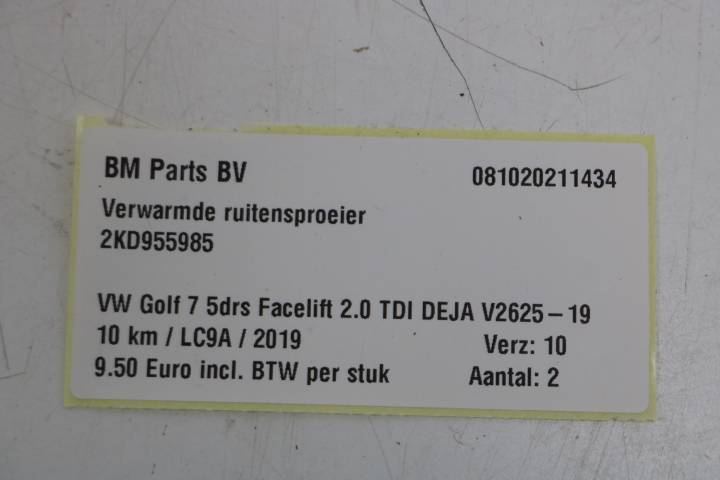 BM Parts BV 081020211434
Verwarmde ruitensproeier
2KD955985
VW Golf 7 5drs Facelift 2.0 TDI DEJA V2625-19
10 km / LC9A / 2019 Verz: 10
9.50 Euro incl. BTW per stuk Aantal: 2